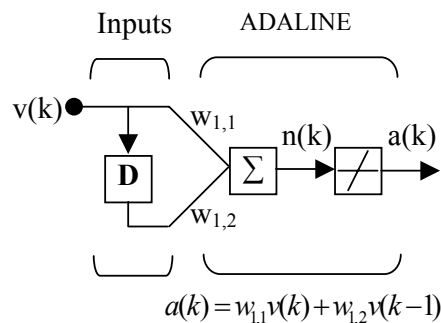 Inputs ADALINE
v(k)
w1,1
n(k) a(k)
D
Σ
w1,2
a(k) = w1,1v(k) + w1,2v(k−1)